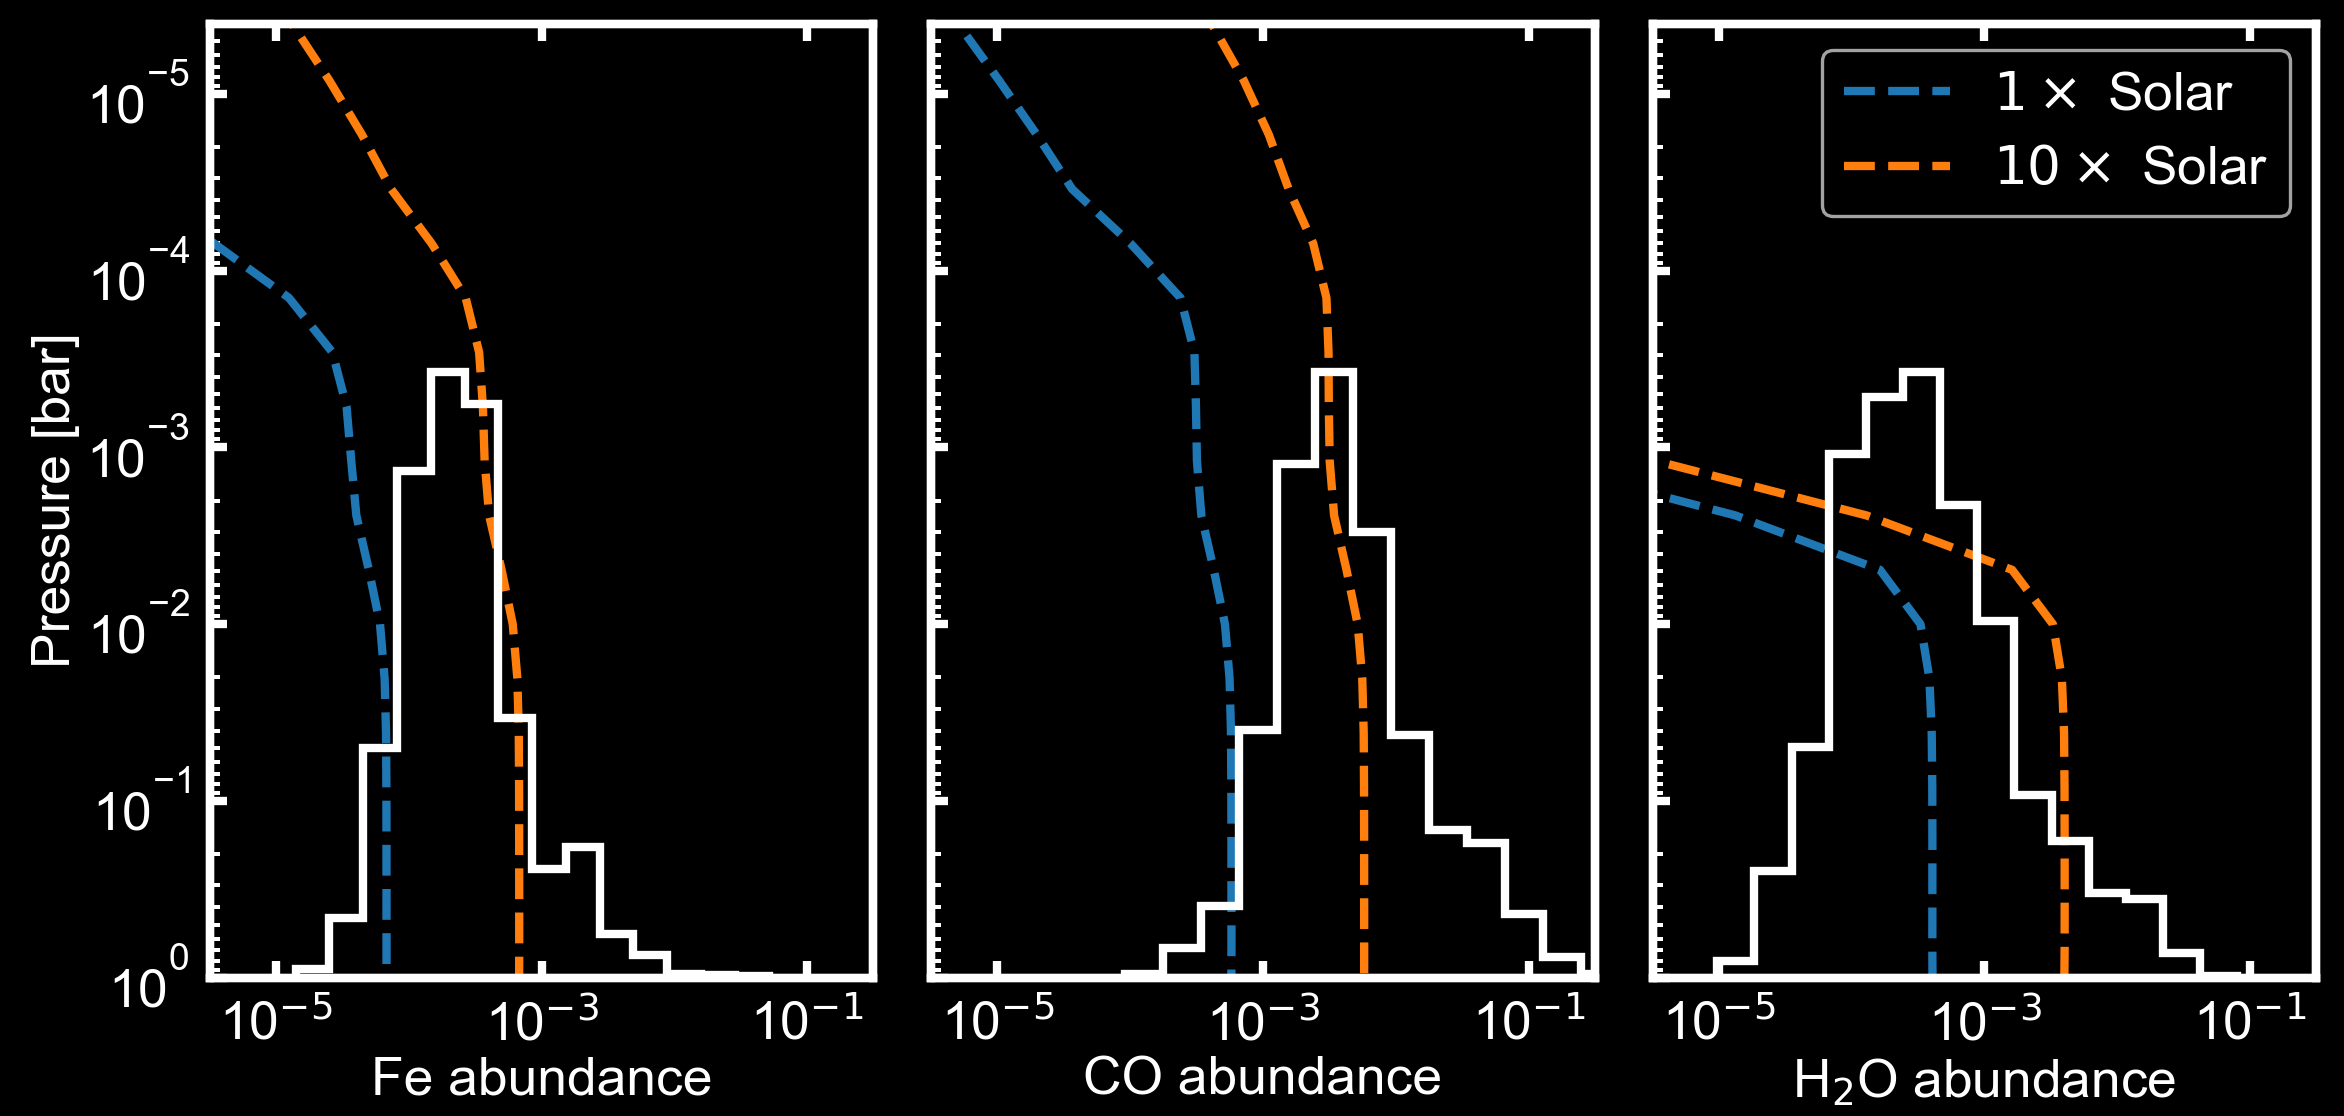 1 × Solar
10 × Solar
Pressure [bar]
10⁻⁵
10⁻⁴
10⁻³
10⁻²
10⁻¹
10⁰
10⁻⁵ 10⁻³ 10⁻¹
10⁻⁵ 10⁻³ 10⁻¹
10⁻⁵ 10⁻³ 10⁻¹
Fe abundance
CO abundance
H₂O abundance